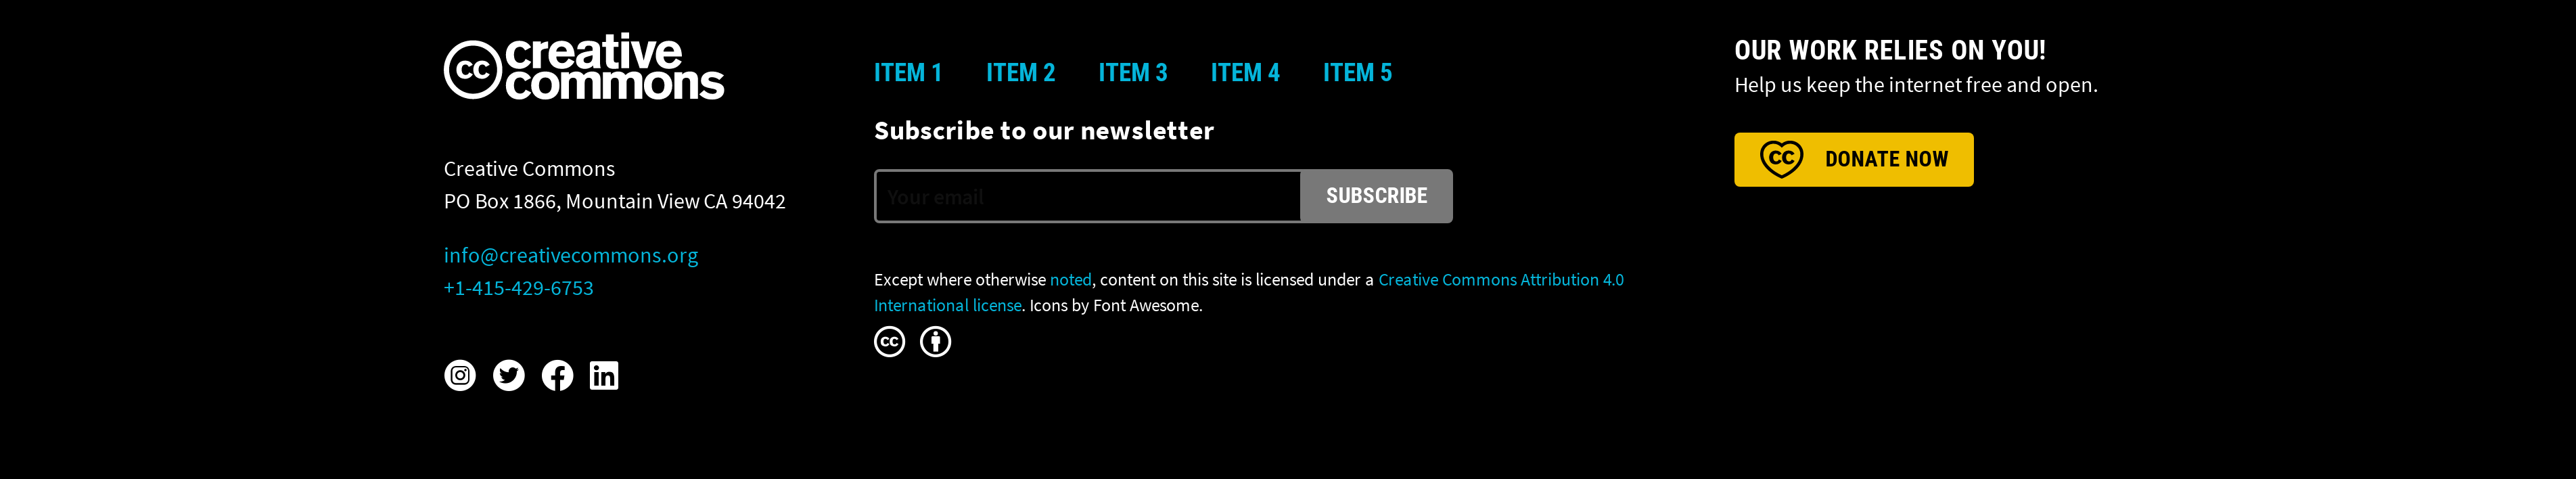 creative
commons
Creative Commons
PO Box 1866, Mountain View CA 94042
info@creativecommons.org
+1-415-429-6753
ITEM 1 ITEM 2 ITEM 3 ITEM 4 ITEM 5
Subscribe to our newsletter
Your email SUBSCRIBE
Except where otherwise noted, content on this site is licensed under a Creative Commons Attribution 4.0
International license. Icons by Font Awesome.
OUR WORK RELIES ON YOU!
Help us keep the internet free and open.
DONATE NOW